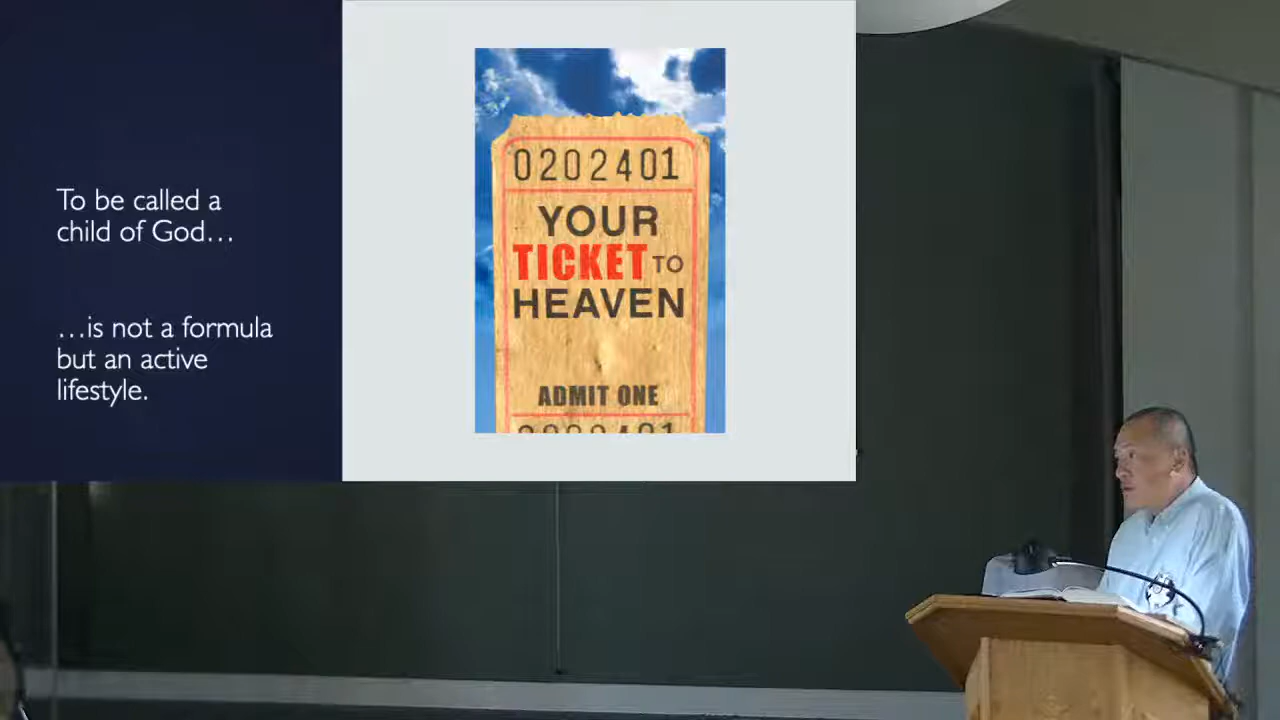 To be called a
child of God…
…is not a formula
but an active
lifestyle.
0202401
YOUR
TICKET TO
HEAVEN
ADMIT ONE
0202401